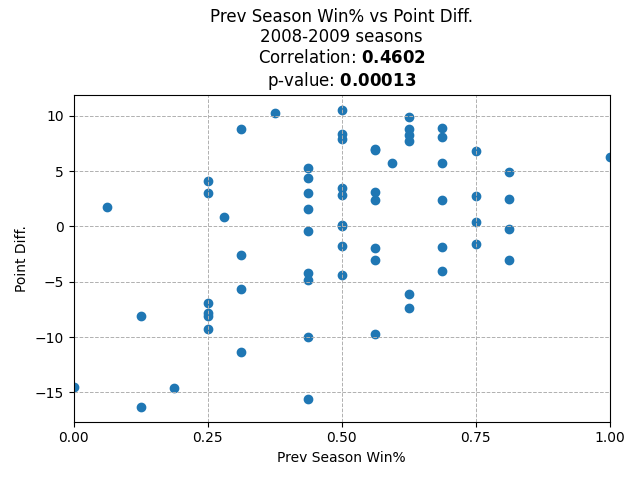 Prev Season Win% vs Point Diff.
2008-2009 seasons
Correlation: 0.4602
p-value: 0.00013
10
5
0
−5
−10
−15
Point Diff.
0.00 0.25 0.50 0.75 1.00
Prev Season Win%